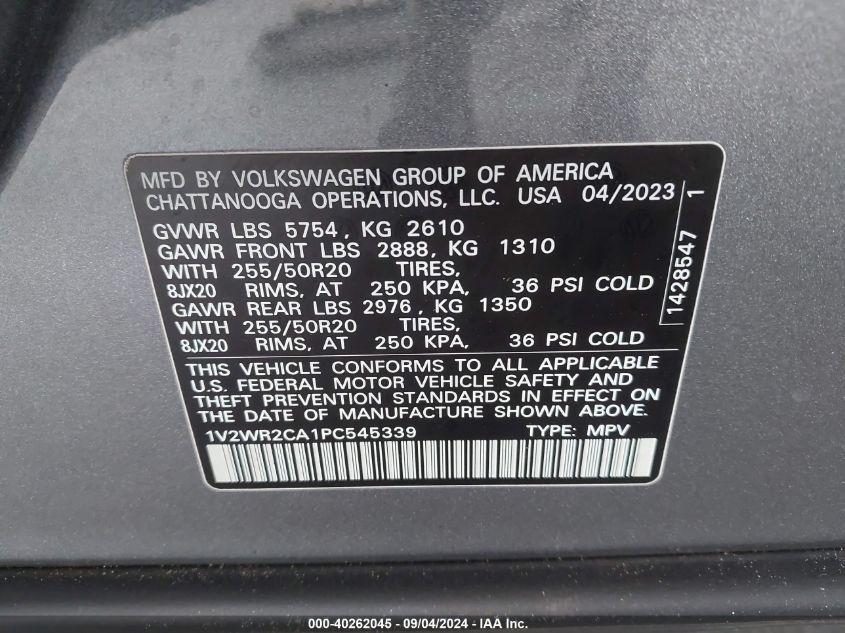 MFD BY VOLKSWAGEN GROUP OF AMERICA
CHATTANOOGA OPERATIONS, LLC. USA 04/2023
GVWR LBS 5754, KG 2610
GAWR FRONT LBS 2888, KG 1310
WITH 255/50R20 TIRES,
8JX20 RIMS, AT 250 KPA, 36 PSI COLD
GAWR REAR LBS 2976, KG 1350
WITH 255/50R20 TIRES,
8JX20 RIMS, AT 250 KPA, 36 PSI COLD
THIS VEHICLE CONFORMS TO ALL APPLICABLE
U.S. FEDERAL MOTOR VEHICLE SAFETY AND
THEFT PREVENTION STANDARDS IN EFFECT ON
THE DATE OF MANUFACTURE SHOWN ABOVE.
1V2WR2CA1PC545339 TYPE: MPV
1428547 1
000-40262045 - 09/04/2024 - IAA Inc.